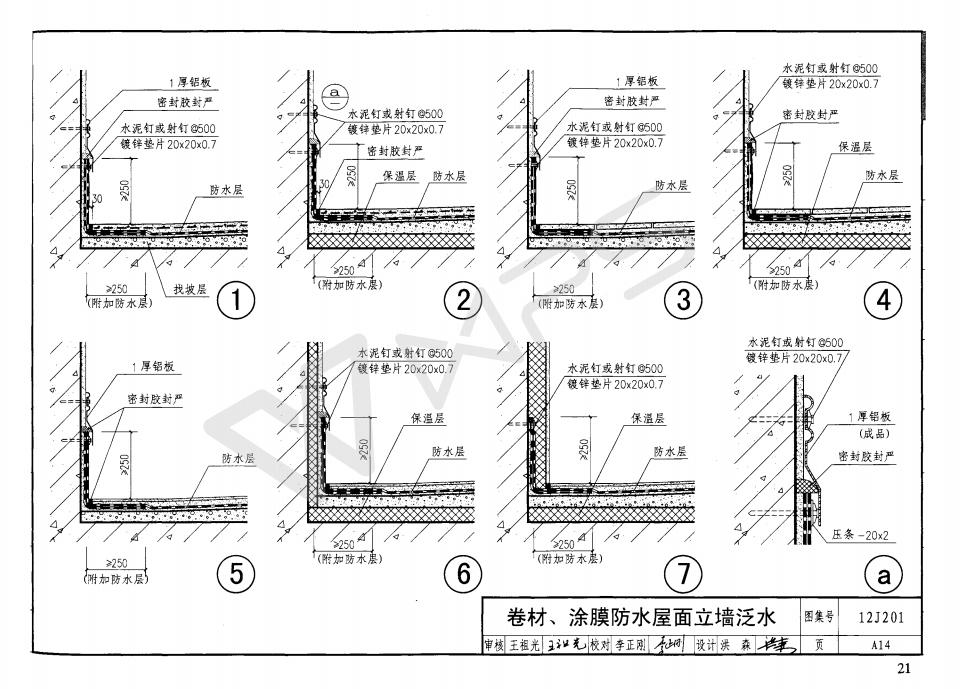 1厚铝板
密封胶封严
水泥钉或射钉@500
镀锌垫片20x20x0.7
≥250
30
防水层
≥250
(附加防水层)
找坡层
1
a
水泥钉或射钉@500
镀锌垫片20x20x0.7
密封胶封严
保温层
防水层
≥250
30
≥250
(附加防水层)
2
1厚铝板
密封胶封严
水泥钉或射钉@500
镀锌垫片20x20x0.7
≥250
防水层
≥250
(附加防水层)
3
水泥钉或射钉@500
镀锌垫片20x20x0.7
密封胶封严
保温层
≥250
防水层
≥250
(附加防水层)
4
1厚铝板
密封胶封严
≥250
防水层
≥250
(附加防水层)
5
水泥钉或射钉@500
镀锌垫片20x20x0.7
保温层
≥250
防水层
≥250
(附加防水层)
6
水泥钉或射钉@500
镀锌垫片20x20x0.7
保温层
≥250
防水层
≥250
(附加防水层)
7
水泥钉或射钉@500
镀锌垫片20x20x0.7
1厚铝板
(成品)
密封胶封严
压条-20x2
a
卷材、涂膜防水屋面立墙泛水 图集号 12J201
审核 王祖光 王祖光 校对 李正刚 设计 洪 森 页 A14
21
WPS